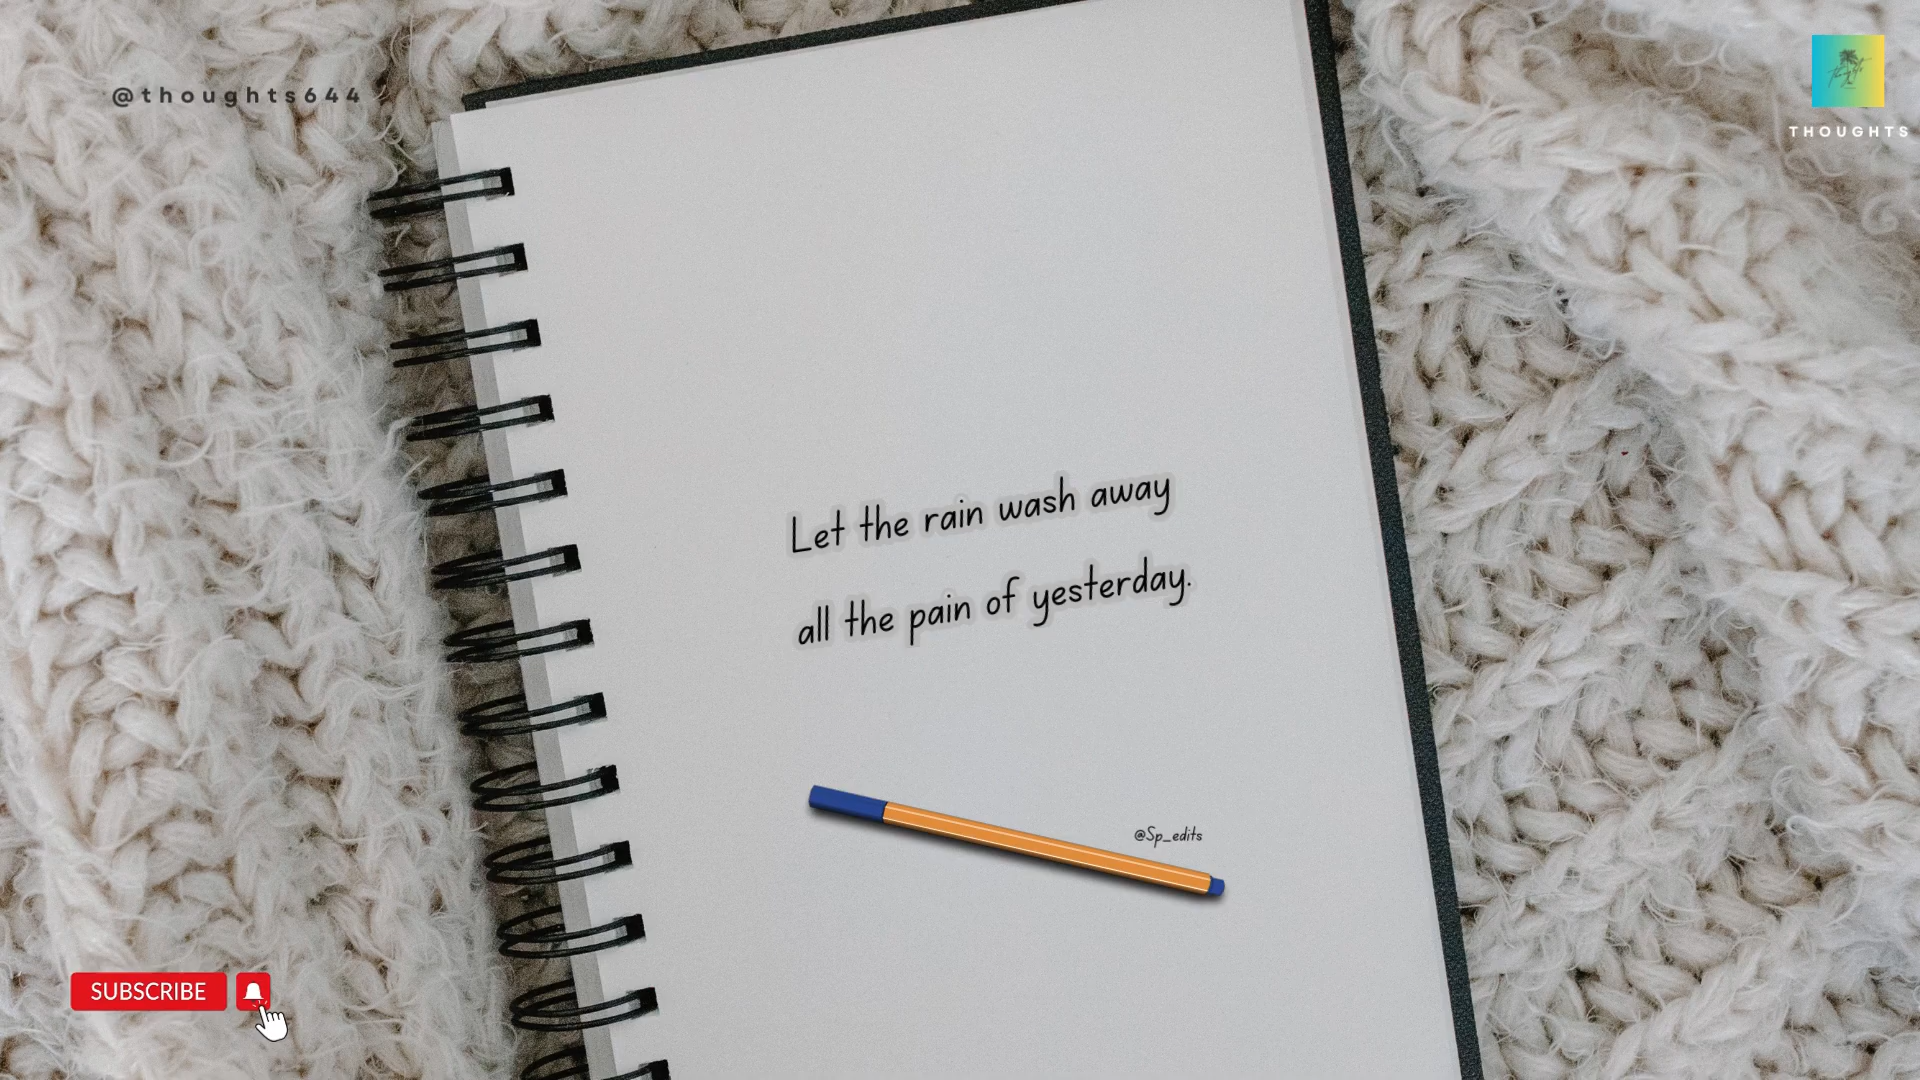 @thoughts644
THOUGHTS
Let the rain wash away
all the pain of yesterday.
@Sp_edits
SUBSCRIBE